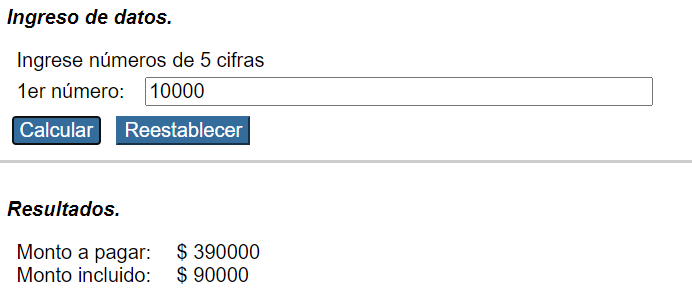 Ingreso de datos.
Ingrese números de 5 cifras
1er número: 10000
Calcular Reestablecer
Resultados.
Monto a pagar: $ 390000
Monto incluido: $ 90000